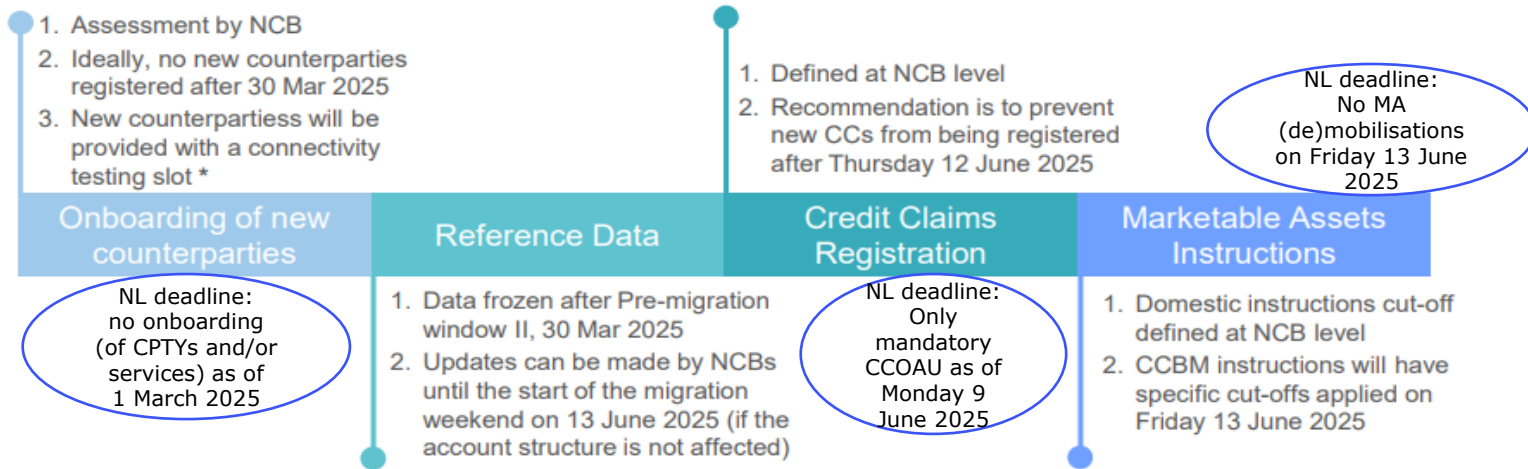 1. Assessment by NCB
2. Ideally, no new counterparties
registered after 30 Mar 2025
3. New counterpartiess will be
provided with a connectivity
testing slot *
1. Defined at NCB level
2. Recommendation is to prevent
new CCs from being registered
after Thursday 12 June 2025
NL deadline:
No MA
(de)mobilisations
on Friday 13 June
2025
Onboarding of new
counterparties
Reference Data
Credit Claims
Registration
Marketable Assets
Instructions
NL deadline:
no onboarding
(of CPTYs and/or
services) as of
1 March 2025
1. Data frozen after Pre-migration
window II, 30 Mar 2025
2. Updates can be made by NCBs
until the start of the migration
weekend on 13 June 2025 (if the
account structure is not affected)
NL deadline:
Only
mandatory
CCOAU as of
Monday 9
June 2025
1. Domestic instructions cut-off
defined at NCB level
2. CCBM instructions will have
specific cut-offs applied on
Friday 13 June 2025